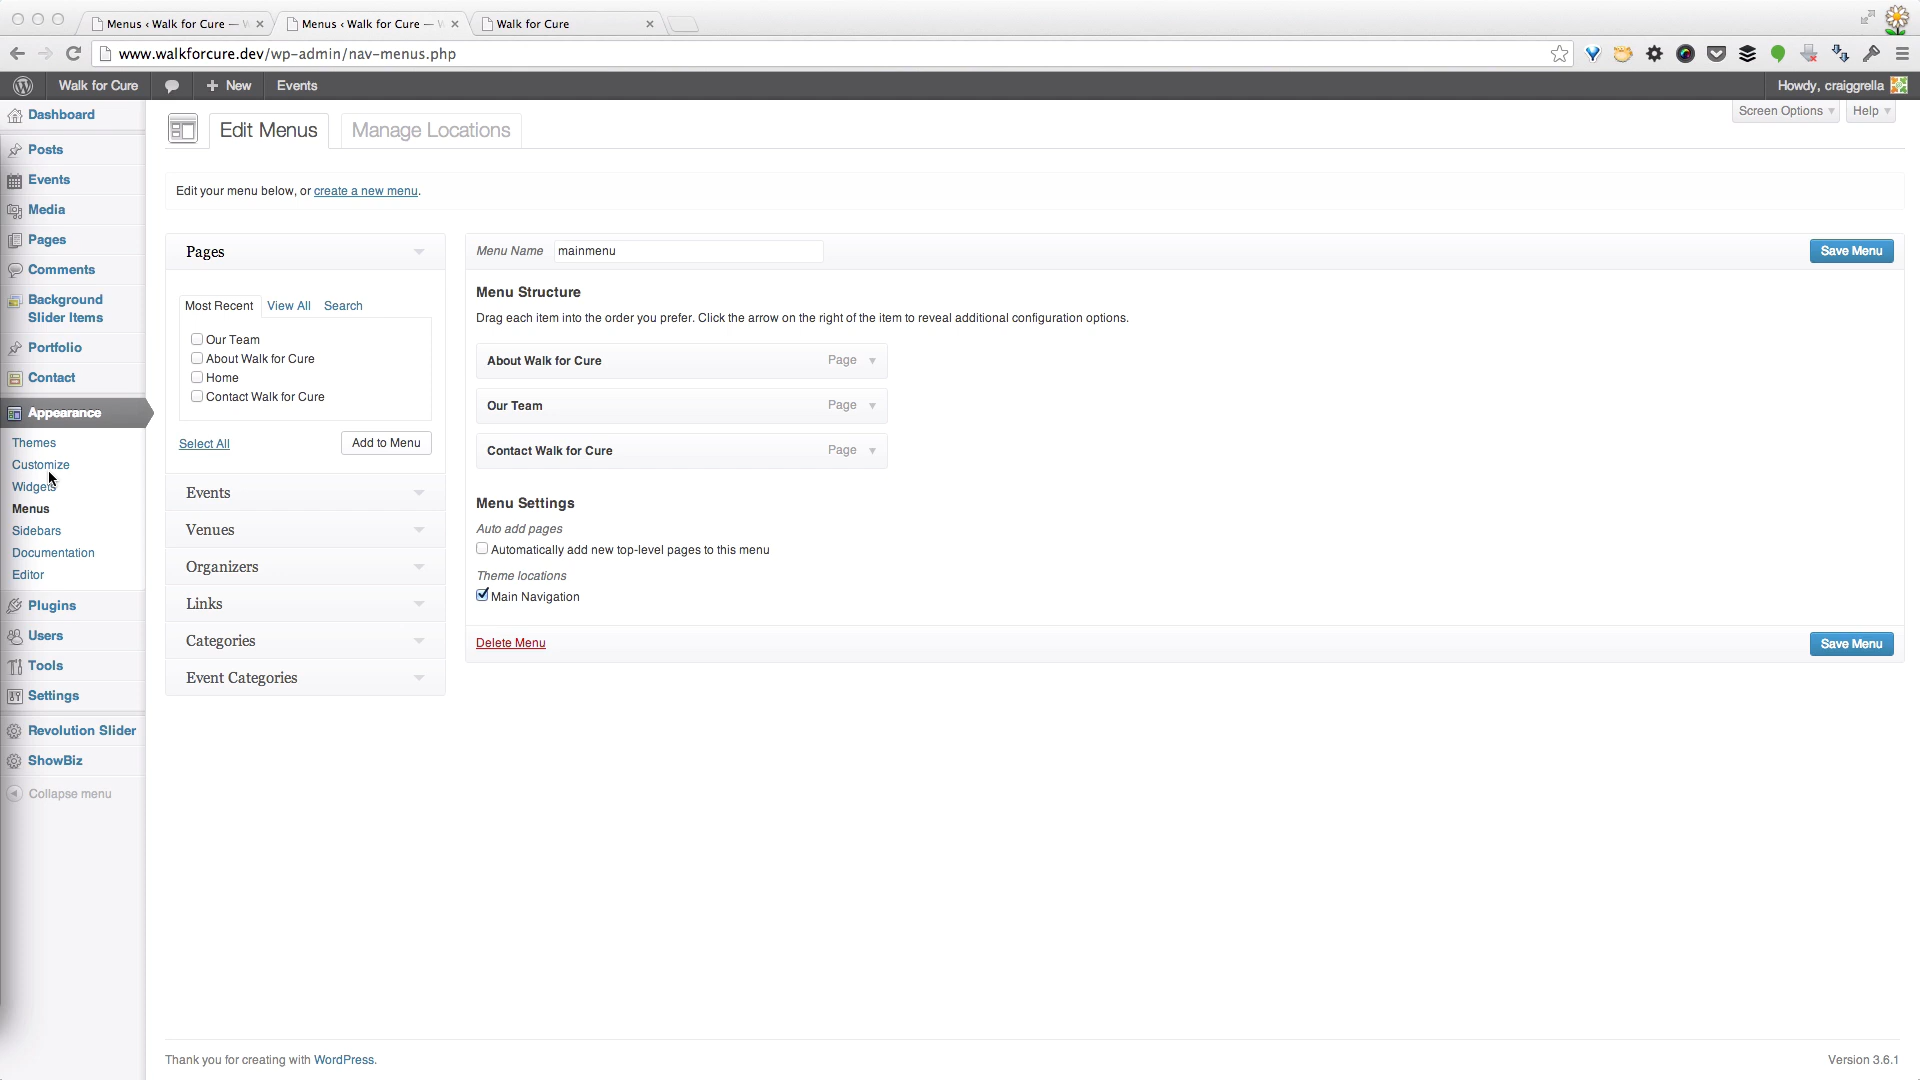 Menus ‹ Walk for Cure —
Menus ‹ Walk for Cure —
Walk for Cure
www.walkforcure.dev/wp-admin/nav-menus.php
Walk for Cure
New
Events
Howdy, craiggrella
Dashboard
Posts
Events
Media
Pages
Comments
Background
Slider Items
Portfolio
Contact
Appearance
Themes
Customize
Widgets
Menus
Sidebars
Documentation
Editor
Plugins
Users
Tools
Settings
Revolution Slider
ShowBiz
Collapse menu
Screen Options
Help
Edit Menus
Manage Locations
Edit your menu below, or create a new menu.
Pages
Most Recent
View All
Search
Our Team
About Walk for Cure
Home
Contact Walk for Cure
Select All
Add to Menu
Events
Venues
Organizers
Links
Categories
Event Categories
Menu Name
mainmenu
Save Menu
Menu Structure
Drag each item into the order you prefer. Click the arrow on the right of the item to reveal additional configuration options.
About Walk for Cure
Page
Our Team
Page
Contact Walk for Cure
Page
Menu Settings
Auto add pages
Automatically add new top-level pages to this menu
Theme locations
Main Navigation
Delete Menu
Save Menu
Thank you for creating with WordPress.
Version 3.6.1